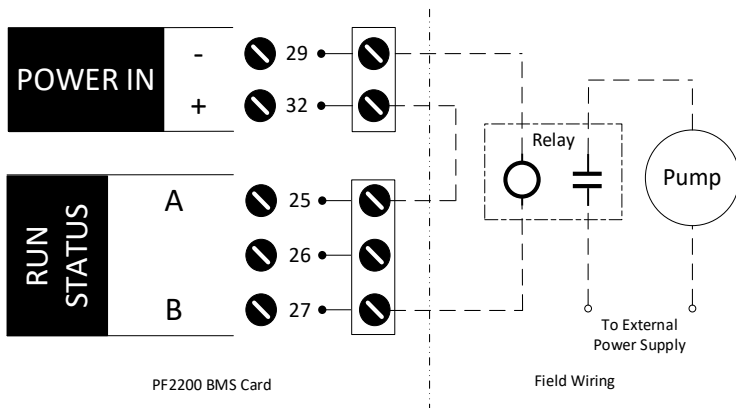 POWER IN
-
+
29
32
RUN
STATUS
A
B
25
26
27
PF2200 BMS Card
Relay
Pump
To External
Power Supply
Field Wiring